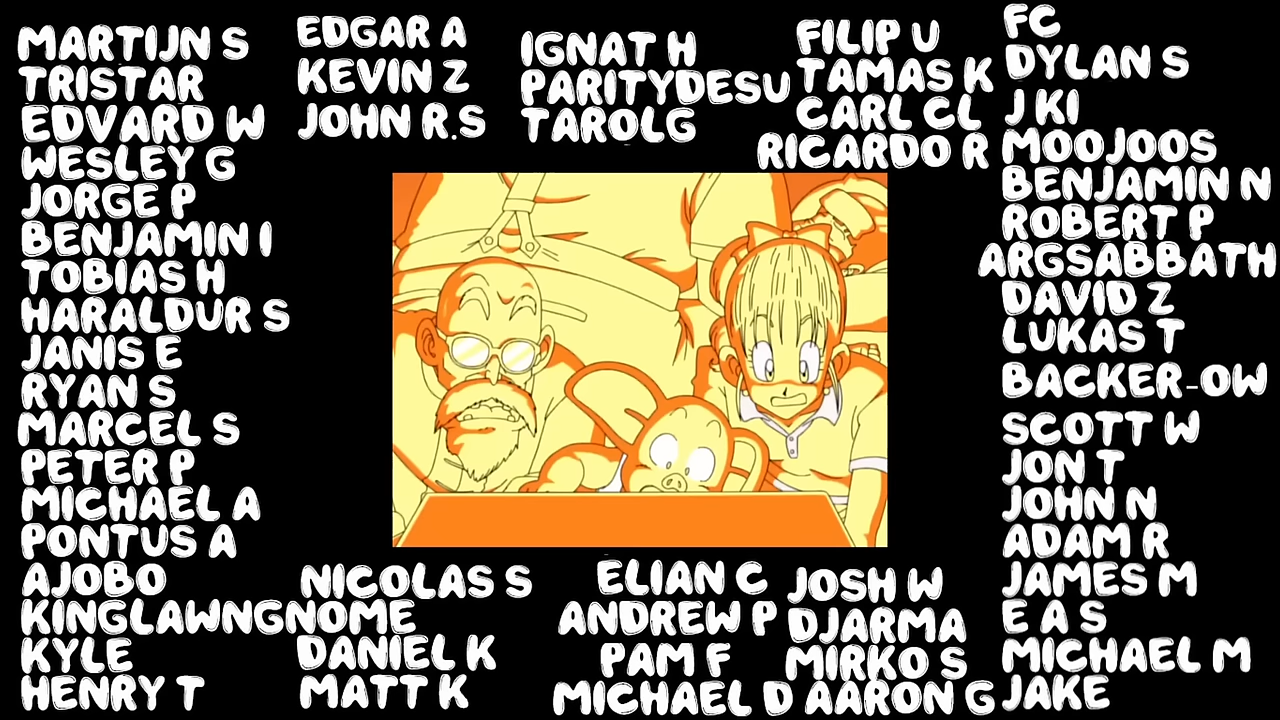 MARTIJN S
TRISTAR
EDVARD W
WESLEY G
JORGE P
BENJAMIN I
TOBIAS H
HARALDUR S
JANIS E
RYAN S
MARCEL S
PETER P
MICHAEL A
PONTUS A
AJOBO
KINGLAWNGNOME
KYLE
HENRY T
EDGAR A
KEVIN Z
JOHN R.S
NICOLAS S
DANIEL K
MATT K
IGNAT H
PARITYDESU
TAROLG
ELIAN C
ANDREW P
PAM F
MICHAEL D
FILIP U
TAMAS K
CARL CL
RICARDO R
JOSH W
DJARMA
MIRKO S
AARON G
FC
DYLAN S
J KI
MOOJOOS
BENJAMIN N
ROBERT P
ARGSABBATH
DAVID Z
LUKAS T
BACKER-OW
SCOTT W
JON T
JOHN N
ADAM R
JAMES M
E A S
MICHAEL M
JAKE